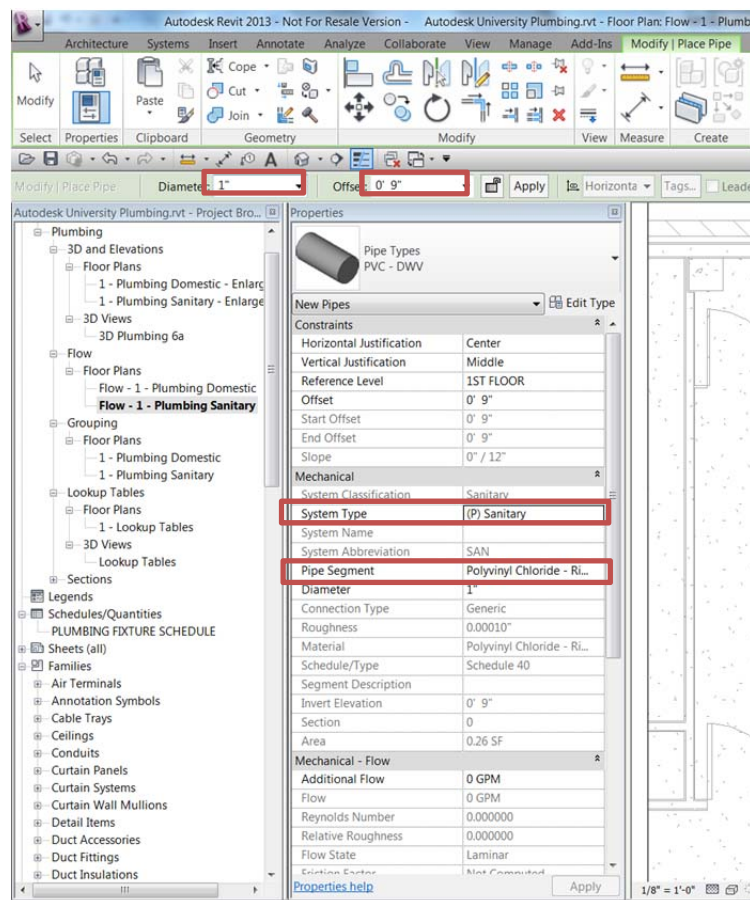 Autodesk Revit 2013 - Not For Resale Version - Autodesk University Plumbing.rvt - Floor Plan: Flow - 1 - Plumb
Architecture Systems Insert Annotate Analyze Collaborate View Manage Add-Ins Modify | Place Pipe
Modify
Paste
Cope
Cut
Join
Select Properties Clipboard Geometry Modify View Measure Create
Modify | Place Pipe Diameter: 1" Offset: 0' 9" Apply Horizonta Tags... Leade
Autodesk University Plumbing.rvt - Project Bro...
Plumbing
3D and Elevations
Floor Plans
1 - Plumbing Domestic - Enlarg
1 - Plumbing Sanitary - Enlarge
3D Views
3D Plumbing 6a
Flow
Floor Plans
Flow - 1 - Plumbing Domestic
Flow - 1 - Plumbing Sanitary
Grouping
Floor Plans
1 - Plumbing Domestic
1 - Plumbing Sanitary
Lookup Tables
Floor Plans
1 - Lookup Tables
3D Views
Lookup Tables
Sections
Legends
Schedules/Quantities
PLUMBING FIXTURE SCHEDULE
Sheets (all)
Families
Air Terminals
Annotation Symbols
Cable Trays
Ceilings
Conduits
Curtain Panels
Curtain Systems
Curtain Wall Mullions
Detail Items
Duct Accessories
Duct Fittings
Duct Insulations
Properties
Pipe Types
PVC - DWV
New Pipes Edit Type
Constraints
Horizontal Justification Center
Vertical Justification Middle
Reference Level 1ST FLOOR
Offset 0' 9"
Start Offset 0' 9"
End Offset 0' 9"
Slope 0" / 12"
Mechanical
System Classification Sanitary
System Type (P) Sanitary
System Name
System Abbreviation SAN
Pipe Segment Polyvinyl Chloride - Ri...
Diameter 1"
Connection Type Generic
Roughness 0.00010"
Material Polyvinyl Chloride - Ri...
Schedule/Type Schedule 40
Segment Description
Invert Elevation 0' 9"
Section 0
Area 0.26 SF
Mechanical - Flow
Additional Flow 0 GPM
Flow 0 GPM
Reynolds Number 0.000000
Relative Roughness 0.000000
Flow State Laminar
Friction Factor Not Computed
Properties help Apply
1/8" = 1'-0"